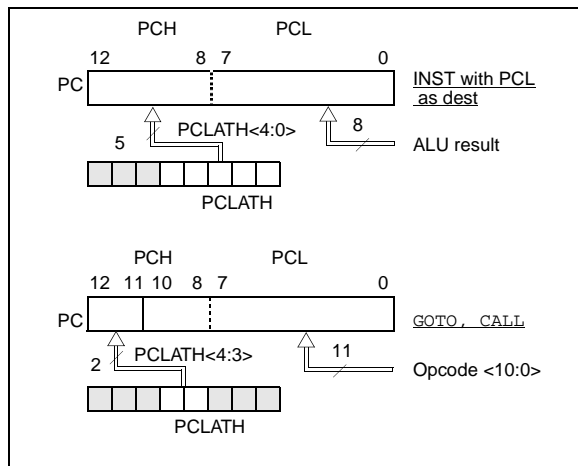 PCH PCL
12 8 7 0
PC
INST with PCL
as dest
PCLATH<4:0>
5
8
ALU result
PCLATH
PCH PCL
12 11 10 8 7 0
PC
GOTO, CALL
PCLATH<4:3>
2
11
Opcode <10:0>
PCLATH